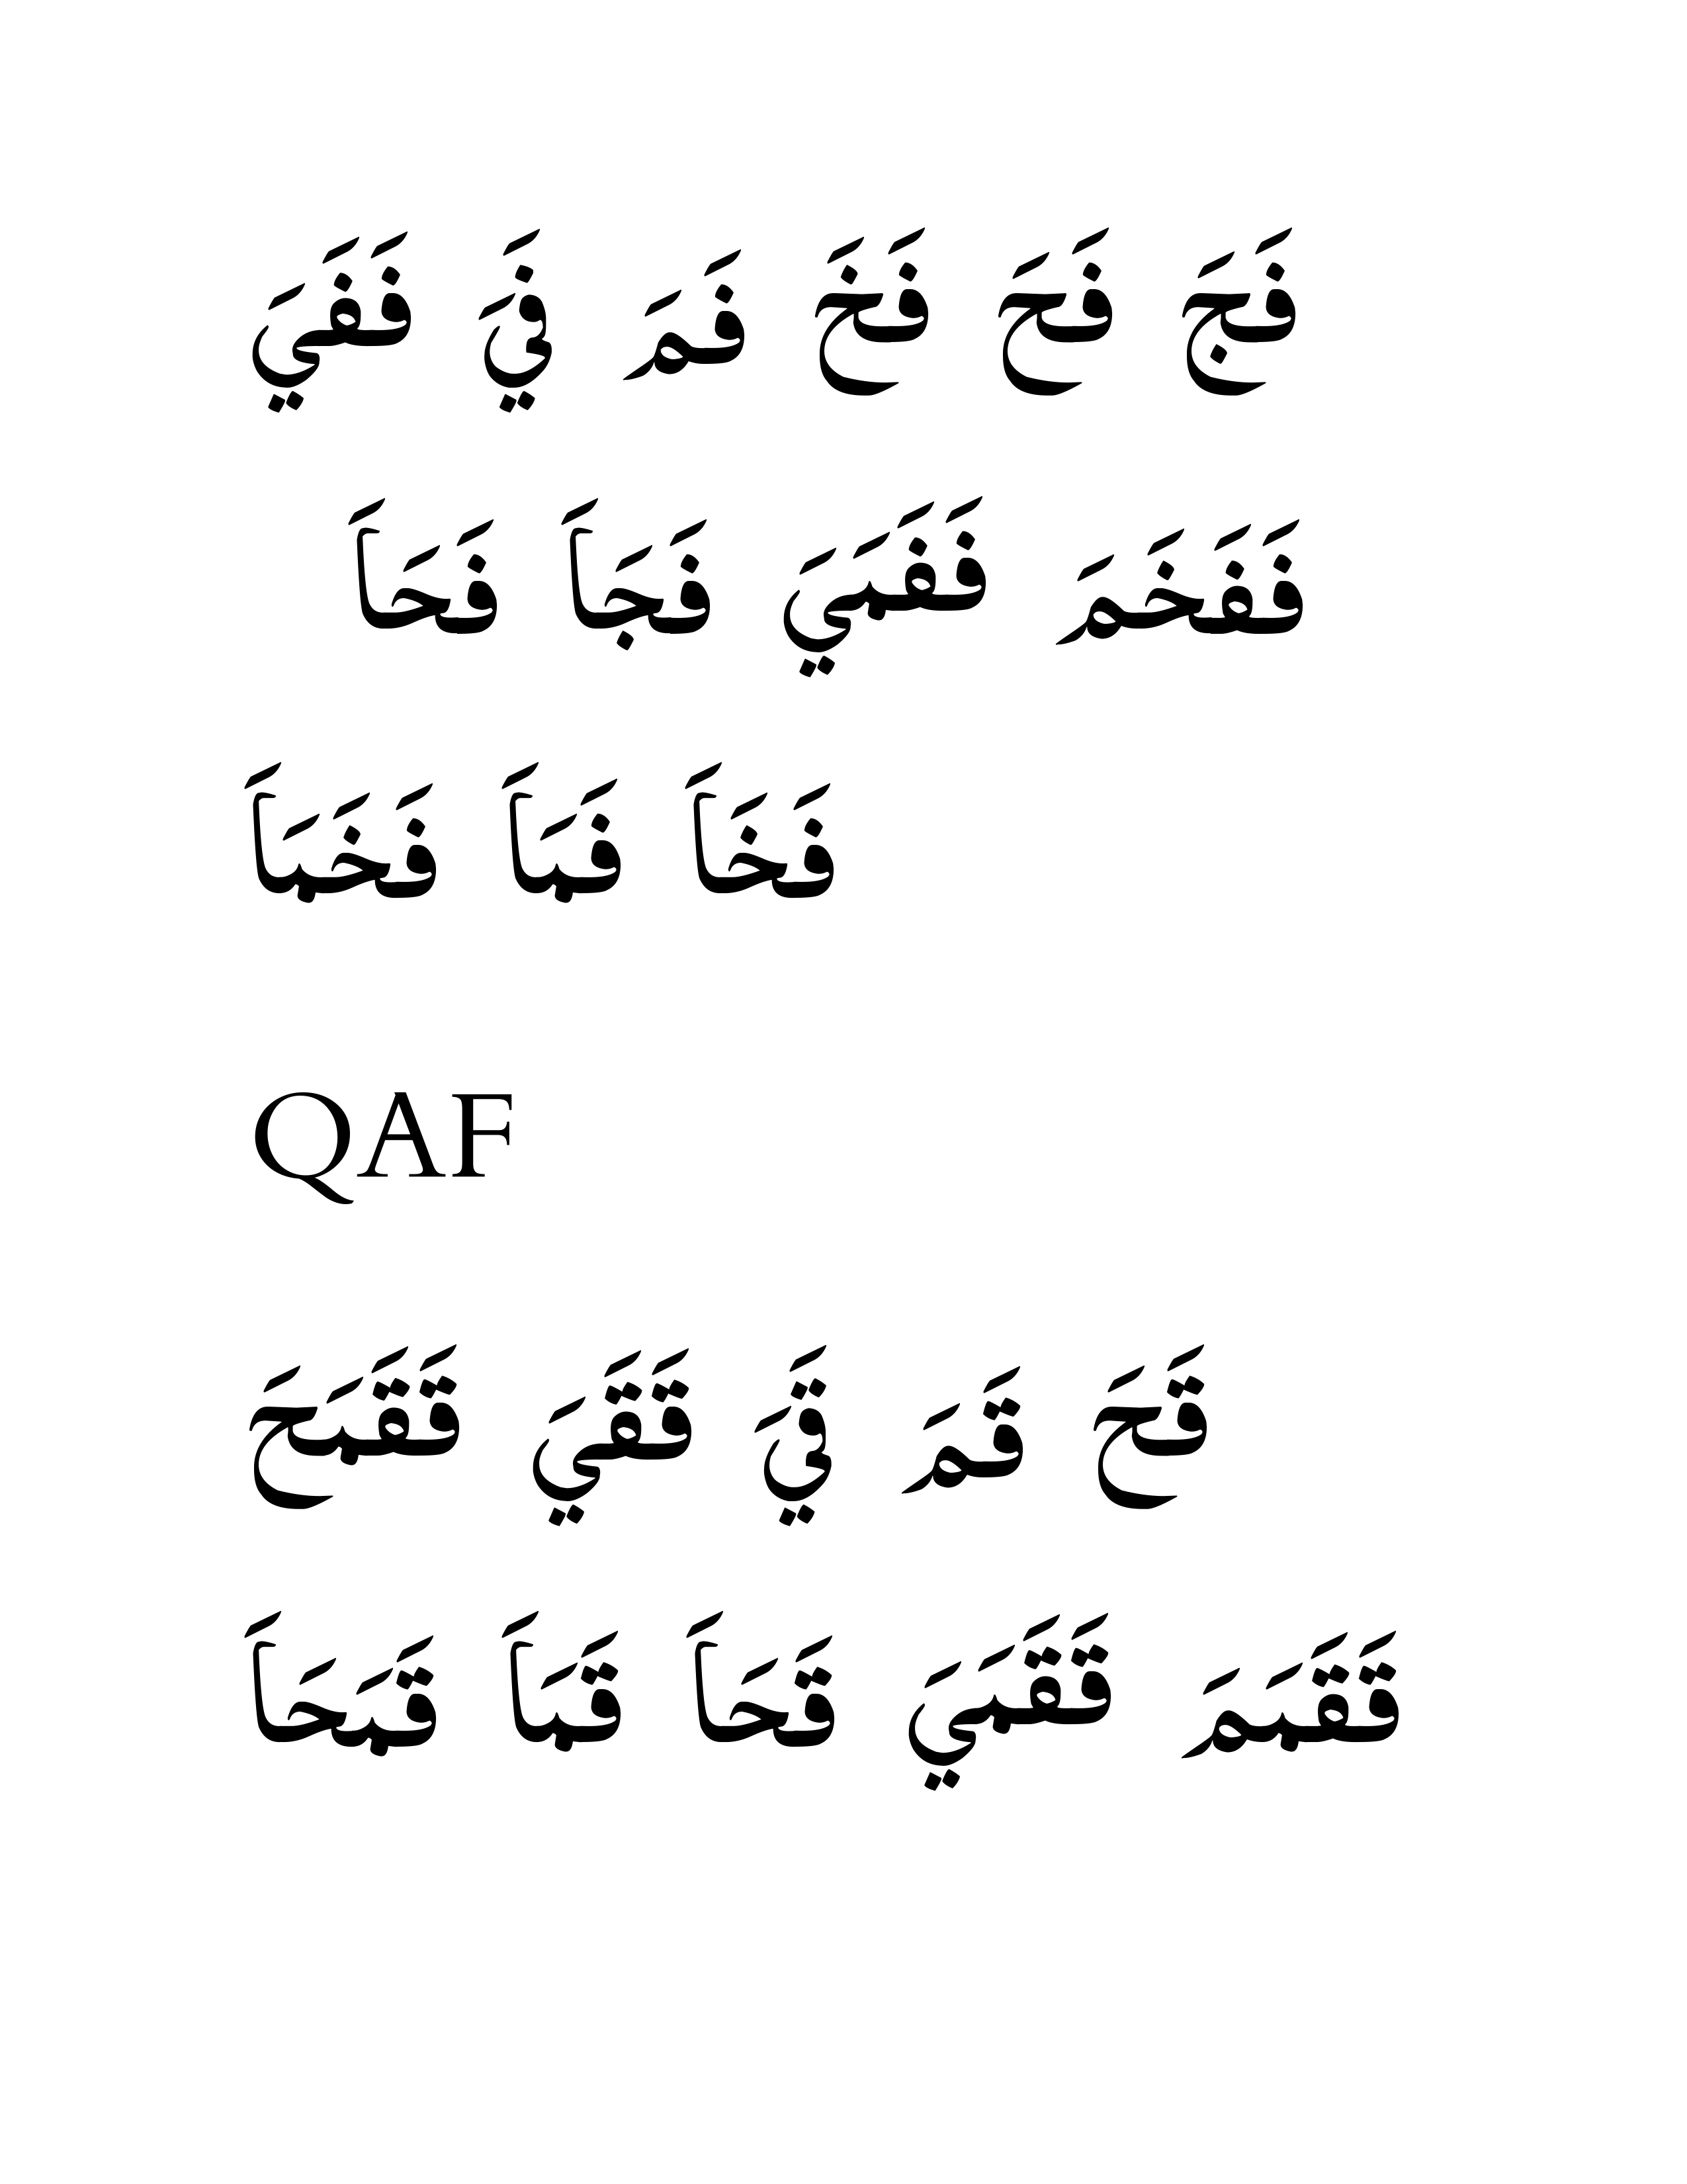 فَجَ فَحَ فَخَ فَمَ فَيَ فَفَيَ
فَفَخَمَ فَفَهَيَ فَجَاَ فَحَاَ
فَخَاَ فَهَاَ فَخَهَاَ
QAF
قَحَ قَمَ قَيَ قَقَيَ قَقَهَحَ
قَقَهَمَ قَقَهَيَ قَحَاَ قَهَاَ قَهَحَاَ